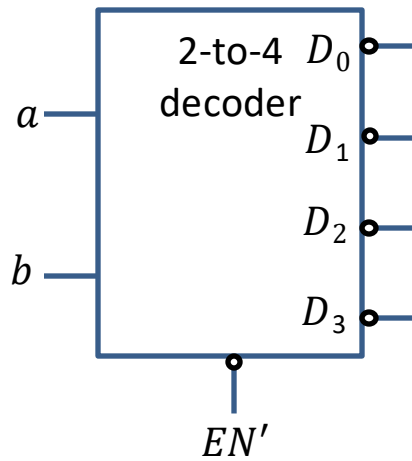 2-to-4
decoder
a
b
D₀
D₁
D₂
D₃
EN′